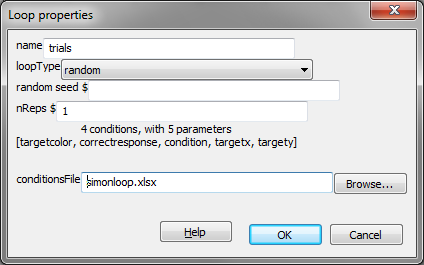 Loop properties
name trials
loopType random
random seed $
nReps $ 1
4 conditions, with 5 parameters
[targetcolor, correctresponse, condition, targetx, targety]
conditionsFile simonloop.xlsx Browse...
Help OK Cancel